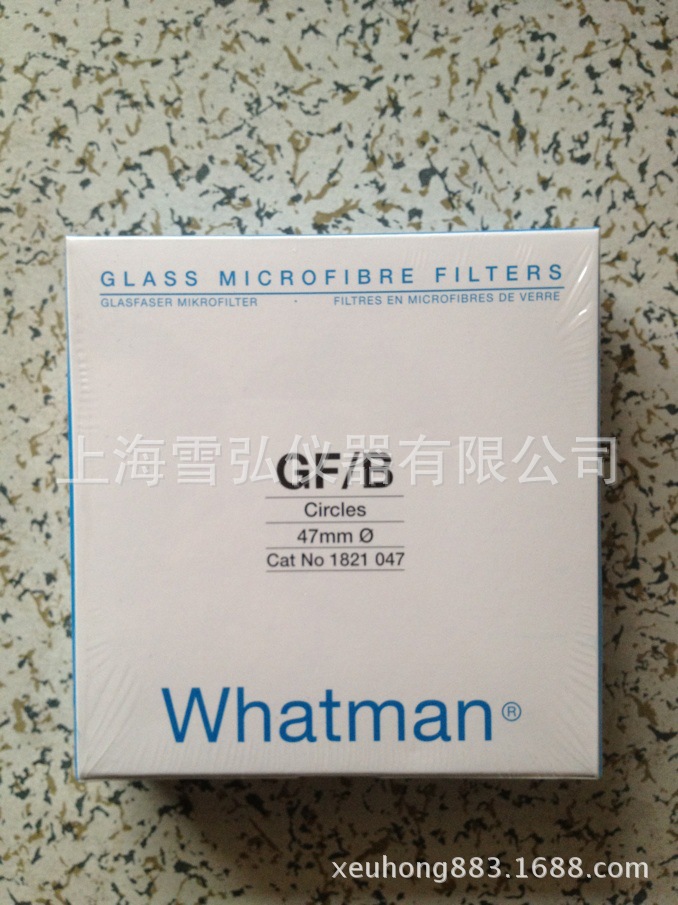 GLASS MICROFIBRE FILTERS
GLASFASER MIKROFILTER
FILTRES EN MICROFIBRES DE VERRE
上海雪弘仪器有限公司
GF/B
Circles
47mm Ø
Cat No 1821 047
Whatman®
xeuhong883.1688.com